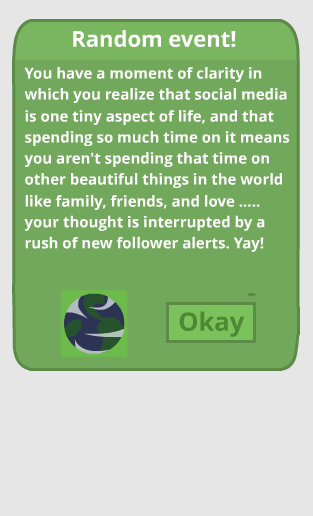 Random event!
You have a moment of clarity in
which you realize that social media
is one tiny aspect of life, and that
spending so much time on it means
you aren't spending that time on
other beautiful things in the world
like family, friends, and love .....
your thought is interrupted by a
rush of new follower alerts. Yay!
Okay